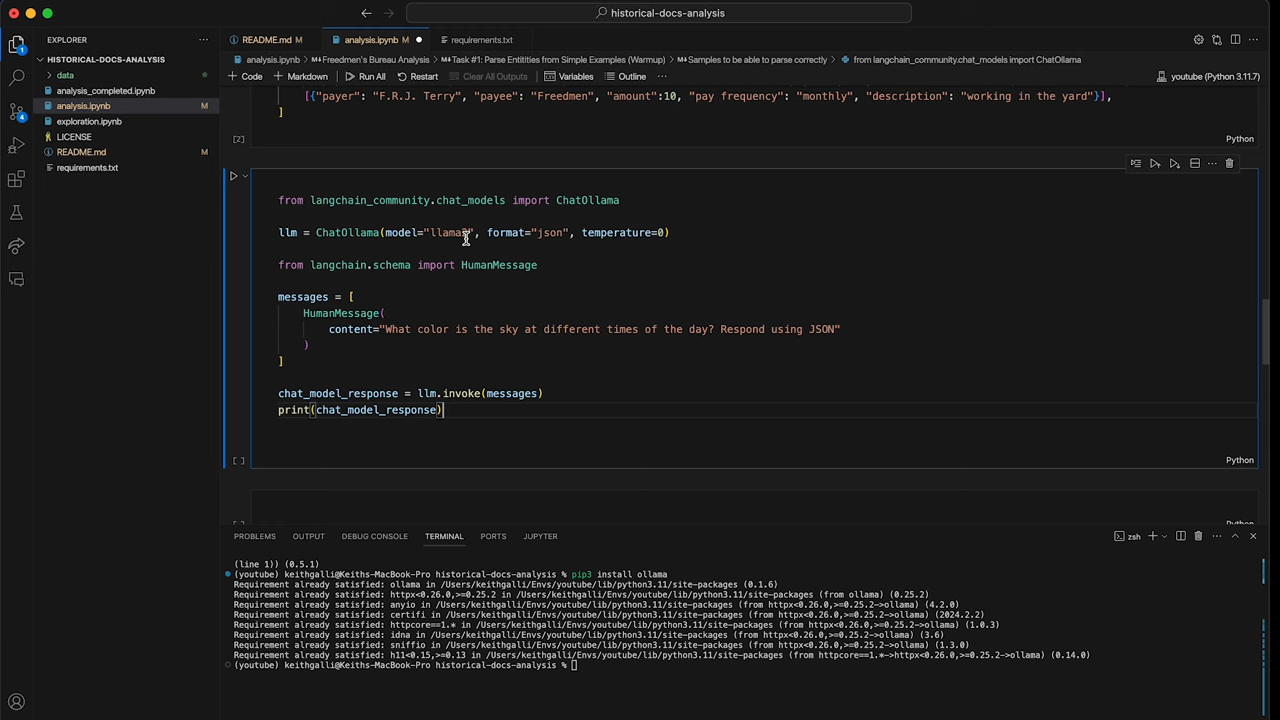 historical-docs-analysis
EXPLORER
HISTORICAL-DOCS-ANALYSIS
data
analysis_completed.ipynb
analysis.ipynb M
exploration.ipynb
LICENSE
README.md M
requirements.txt
README.md M
analysis.ipynb M
requirements.txt
analysis.ipynb > Freedmen's Bureau Analysis > Task #1: Parse Entities from Simple Examples (Warmup) > Samples to be parse correctly > from langchain_community.chat_models import ChatOllama
+ Code + Markdown Run All Restart Clear All Outputs Variables Outline ... youtube (Python 3.11.7)
[{"payer": "F.R.J. Terry", "payee": "Freedmen", "amount":10, "pay frequency": "monthly", "description": "working in the yard"}],
]
[2] Python
from langchain_community.chat_models import ChatOllama
llm = ChatOllama(model="llama", format="json", temperature=0)
from langchain.schema import HumanMessage
messages = [
HumanMessage(
content="What color is the sky at different times of the day? Respond using JSON"
)
]
chat_model_response = llm.invoke(messages)
print(chat_model_response)
[ ] Python
PROBLEMS OUTPUT DEBUG CONSOLE TERMINAL PORTS JUPYTER
zsh
(line 1)) (0.5.1)
(youtube) keithgalli@Keiths-MacBook-Pro historical-docs-analysis % pip3 install ollama
Requirement already satisfied: ollama in /Users/keithgalli/Envs/youtube/lib/python3.11/site-packages (0.1.6)
Requirement already satisfied: httpx<0.26.0,>=0.25.2 in /Users/keithgalli/Envs/youtube/lib/python3.11/site-packages (from ollama) (0.25.2)
Requirement already satisfied: anyio in /Users/keithgalli/Envs/youtube/lib/python3.11/site-packages (from httpx<0.26.0,>=0.25.2->ollama) (4.2.0)
Requirement already satisfied: certifi in /Users/keithgalli/Envs/youtube/lib/python3.11/site-packages (from httpx<0.26.0,>=0.25.2->ollama) (2024.2.2)
Requirement already satisfied: httpcore==1.* in /Users/keithgalli/Envs/youtube/lib/python3.11/site-packages (from httpx<0.26.0,>=0.25.2->ollama) (1.0.3)
Requirement already satisfied: idna in /Users/keithgalli/Envs/youtube/lib/python3.11/site-packages (from httpx<0.26.0,>=0.25.2->ollama) (3.6)
Requirement already satisfied: sniffio in /Users/keithgalli/Envs/youtube/lib/python3.11/site-packages (from httpx<0.26.0,>=0.25.2->ollama) (1.3.0)
Requirement already satisfied: h11<0.15,>=0.13 in /Users/keithgalli/Envs/youtube/lib/python3.11/site-packages (from httpcore==1.*->httpx<0.26.0,>=0.25.2->ollama) (0.14.0)
(youtube) keithgalli@Keiths-MacBook-Pro historical-docs-analysis %